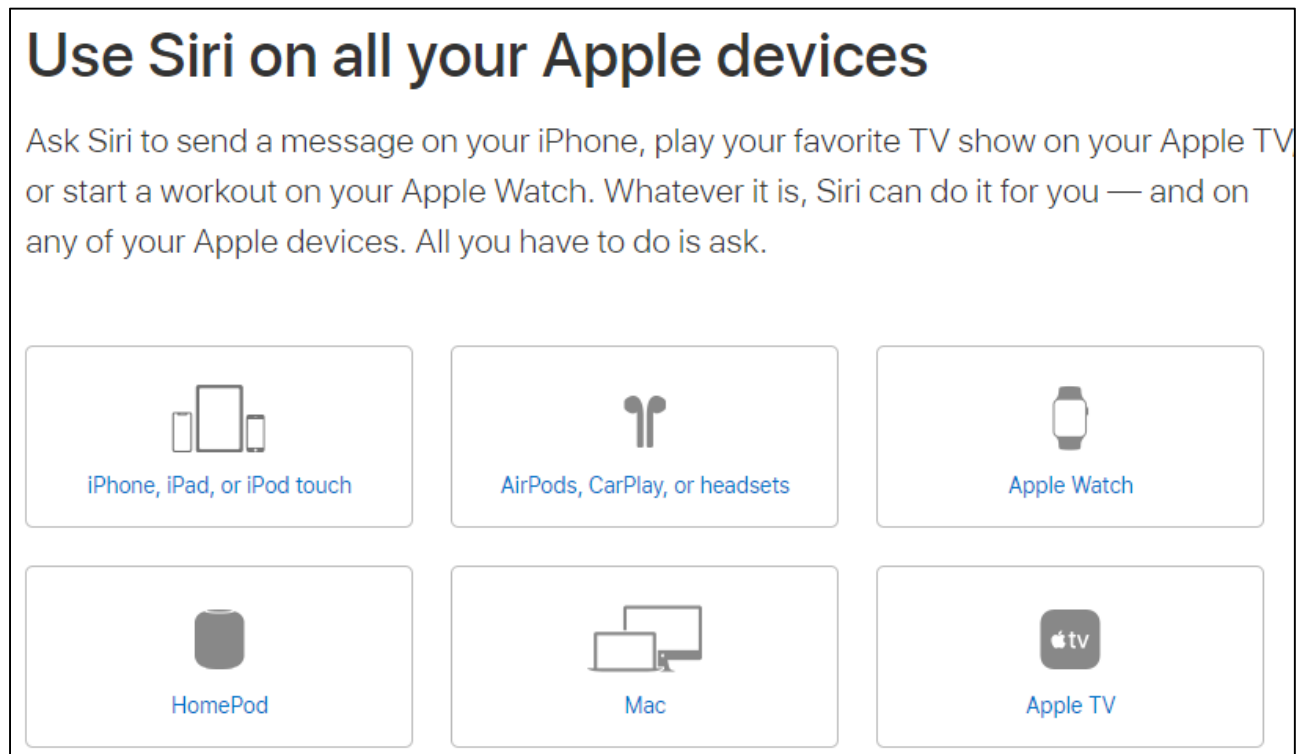 Use Siri on all your Apple devices
Ask Siri to send a message on your iPhone, play your favorite TV show on your Apple TV,
or start a workout on your Apple Watch. Whatever it is, Siri can do it for you — and on
any of your Apple devices. All you have to do is ask.
iPhone, iPad, or iPod touch
AirPods, CarPlay, or headsets
Apple Watch
tv
HomePod
Mac
Apple TV